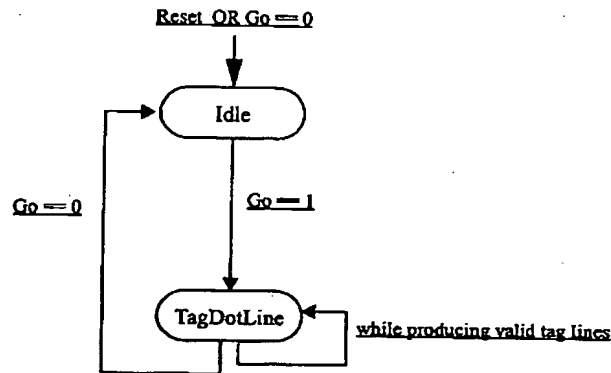 Reset OR Go = 0
Idle
Go = 0
Go = 1
TagDotLine
while producing valid tag lines